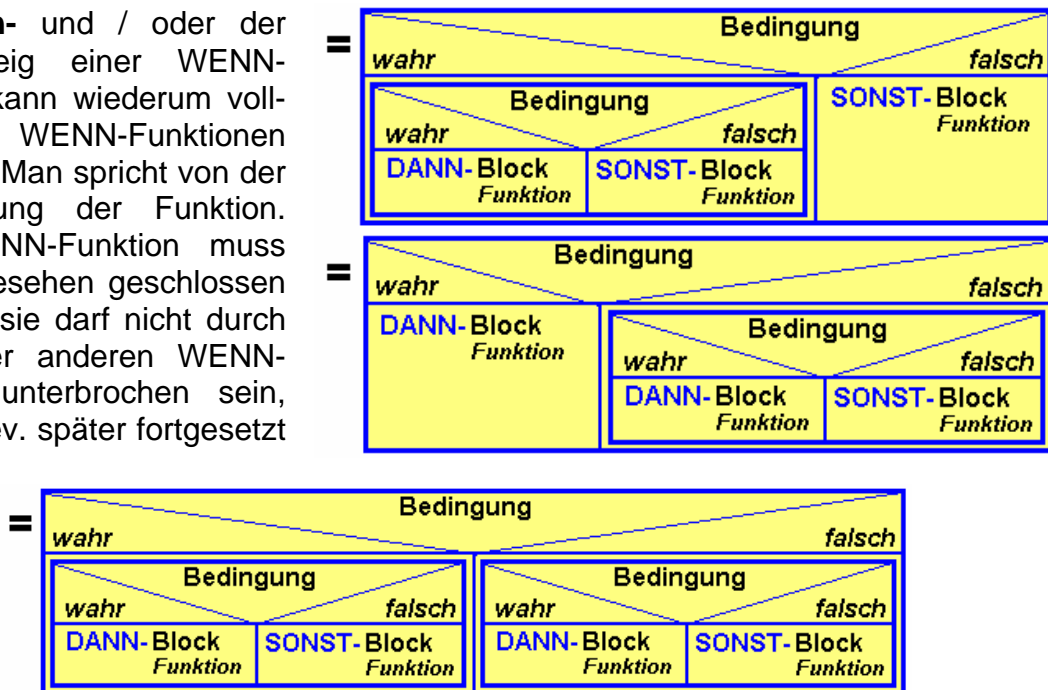 n- und / oder der
eig einer WENN-
kann wiederum voll-
WENN-Funktionen
Man spricht von der
ung der Funktion.
NN-Funktion muss
esehen geschlossen
sie darf nicht durch
er anderen WENN-
unterbrochen sein,
ev. später fortgesetzt
= Bedingung
wahr falsch
Bedingung SONST-Block
wahr falsch Funktion
DANN-Block SONST-Block
Funktion Funktion
= Bedingung
wahr falsch
DANN-Block Bedingung
Funktion wahr falsch
DANN-Block SONST-Block
Funktion Funktion
= Bedingung
wahr falsch
Bedingung Bedingung
wahr falsch wahr falsch
DANN-Block SONST-Block DANN-Block SONST-Block
Funktion Funktion Funktion Funktion